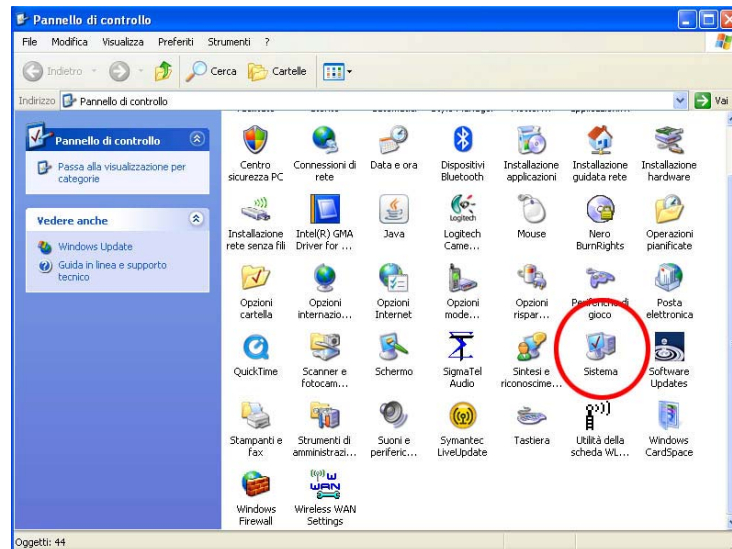 Pannello di controllo
File Modifica Visualizza Preferiti Strumenti ?
Indietro Cerca Cartelle
Indirizzo Pannello di controllo Vai
Pannello di controllo
Passa alla visualizzazione per
categorie
Vedere anche
Windows Update
Guida in linea e supporto
tecnico
Centro
sicurezza PC
Connessioni di
rete
Data e ora
Dispositivi
Bluetooth
Installazione
applicazioni
Installazione
guidata rete
Installazione
hardware
Installazione
rete senza fili
Intel(R) GMA
Driver for ...
Java
Logitech
Logitech
Came...
Mouse
Nero
BurnRights
Operazioni
pianificate
Opzioni
cartella
Opzioni
internazio...
Opzioni
Internet
Opzioni
mode...
Opzioni
rispar...
Periferiche di
gioco
Posta
elettronica
QuickTime
Scanner e
fotocam...
Schermo
SigmaTel
Audio
Sintesi e
riconoscime...
Sistema
Software
Updates
Stampanti e
fax
Strumenti di
amministrazi...
Suoni e
periferic...
Symantec
LiveUpdate
Tastiera
Utilità della
scheda WL...
Windows
CardSpace
Windows
Firewall
WAN
Wireless WAN
Settings
Oggetti: 44